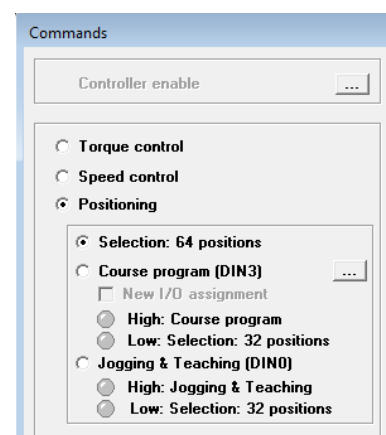 Commands
Controller enable
...
Torque control
Speed control
Positioning
Selection: 64 positions
Course program (DIN3)
...
New I/O assignment
High: Course program
Low: Selection: 32 positions
Jogging & Teaching (DIN0)
High: Jogging & Teaching
Low: Selection: 32 positions